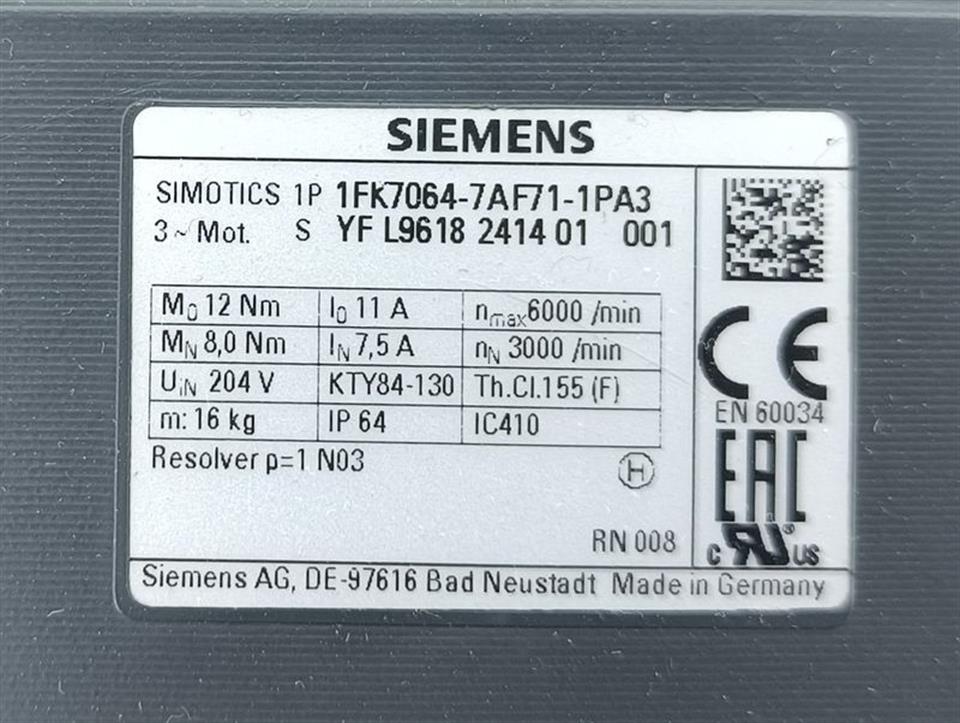 SIEMENS
SIMOTICS 1P 1FK7064-7AF71-1PA3
3~Mot. S YF L9618 2414 01 001
M0 12 Nm I0 11 A nmax6000 /min
MN 8,0 Nm IN 7,5 A nN 3000 /min
UiN 204 V KTY84-130 Th.Cl.155 (F)
m: 16 kg IP 64 IC410
Resolver p=1 N03
H
CE
EN 60034
EAC
RN 008
c RU ® US
Siemens AG, DE-97616 Bad Neustadt Made in Germany